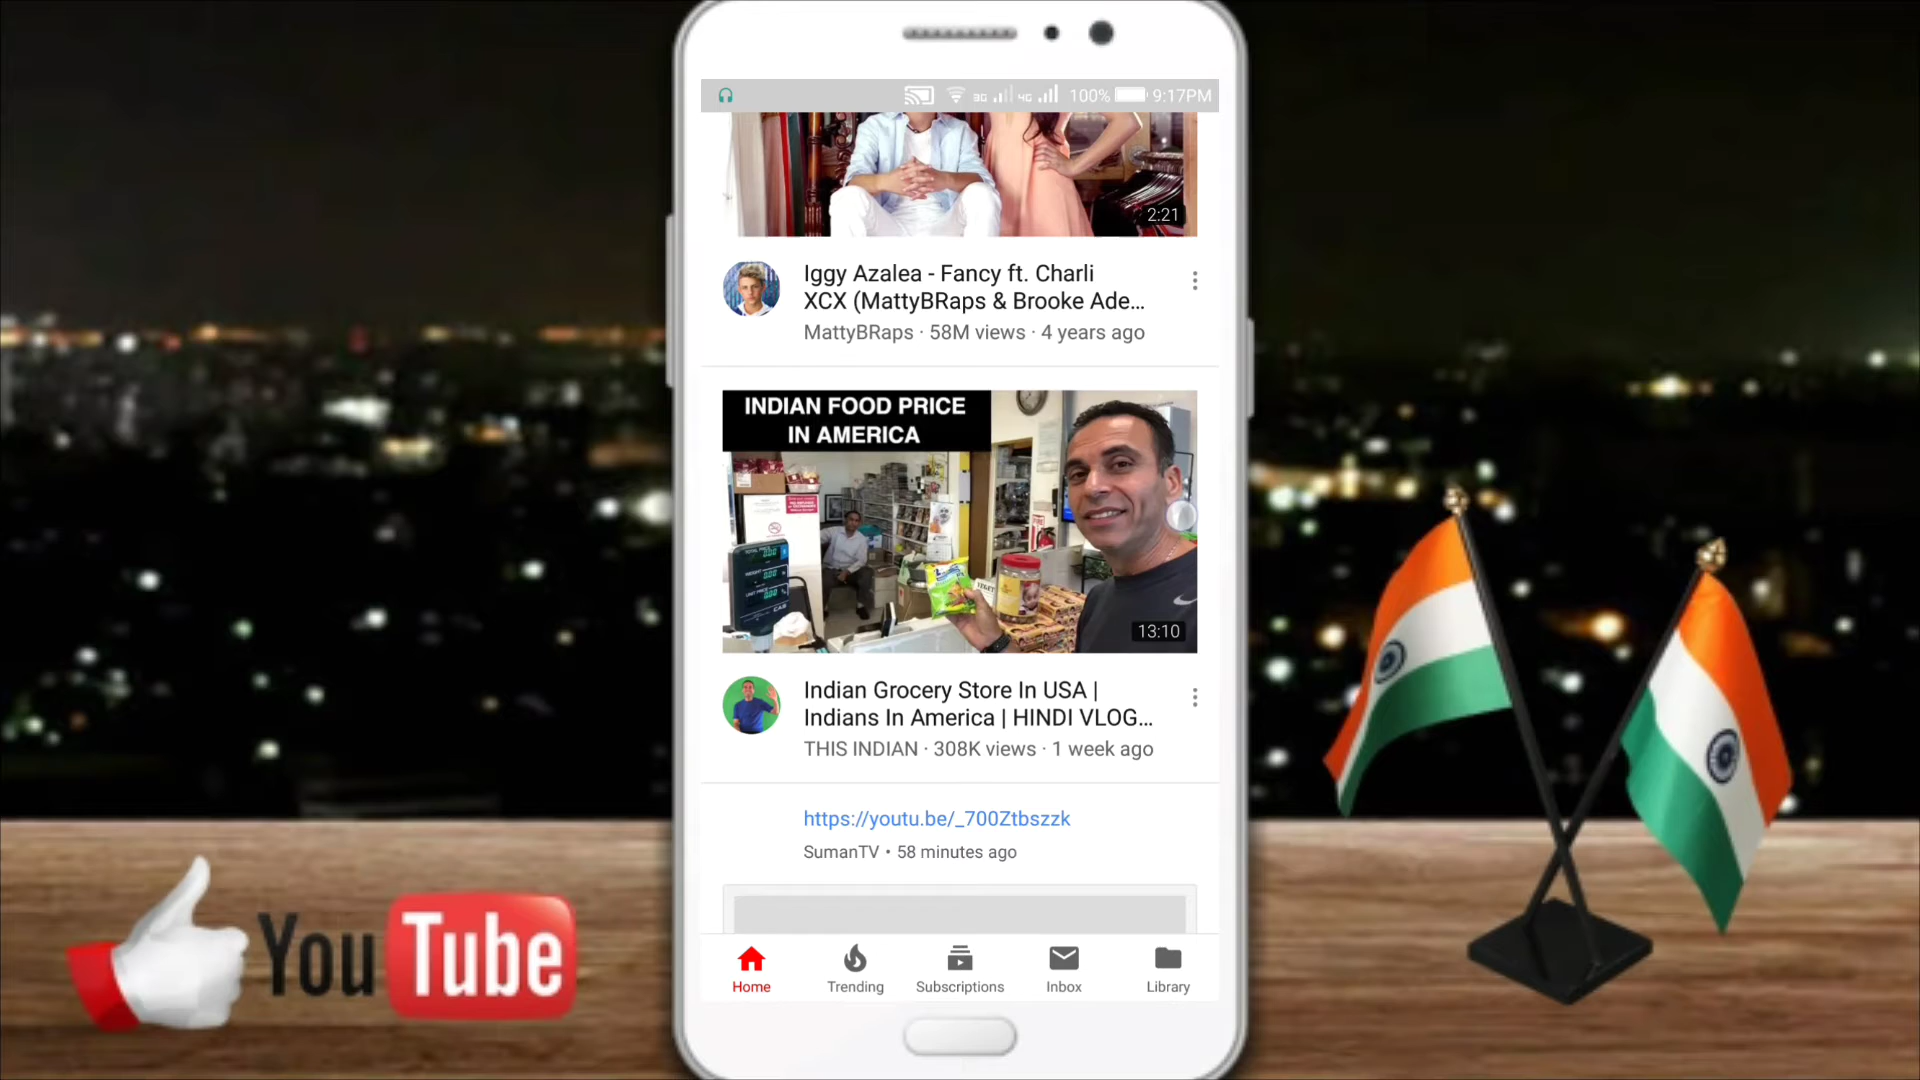 3G 4G 100% 9:17PM
2:21
Iggy Azalea - Fancy ft. Charli
XCX (MattyBRaps & Brooke Ade...
MattyBRaps · 58M views · 4 years ago
INDIAN FOOD PRICE
IN AMERICA
13:10
Indian Grocery Store In USA |
Indians In America | HINDI VLOG...
THIS INDIAN · 308K views · 1 week ago
https://youtu.be/_700Ztbszzk
SumanTV • 58 minutes ago
Home Trending Subscriptions Inbox Library
YouTube